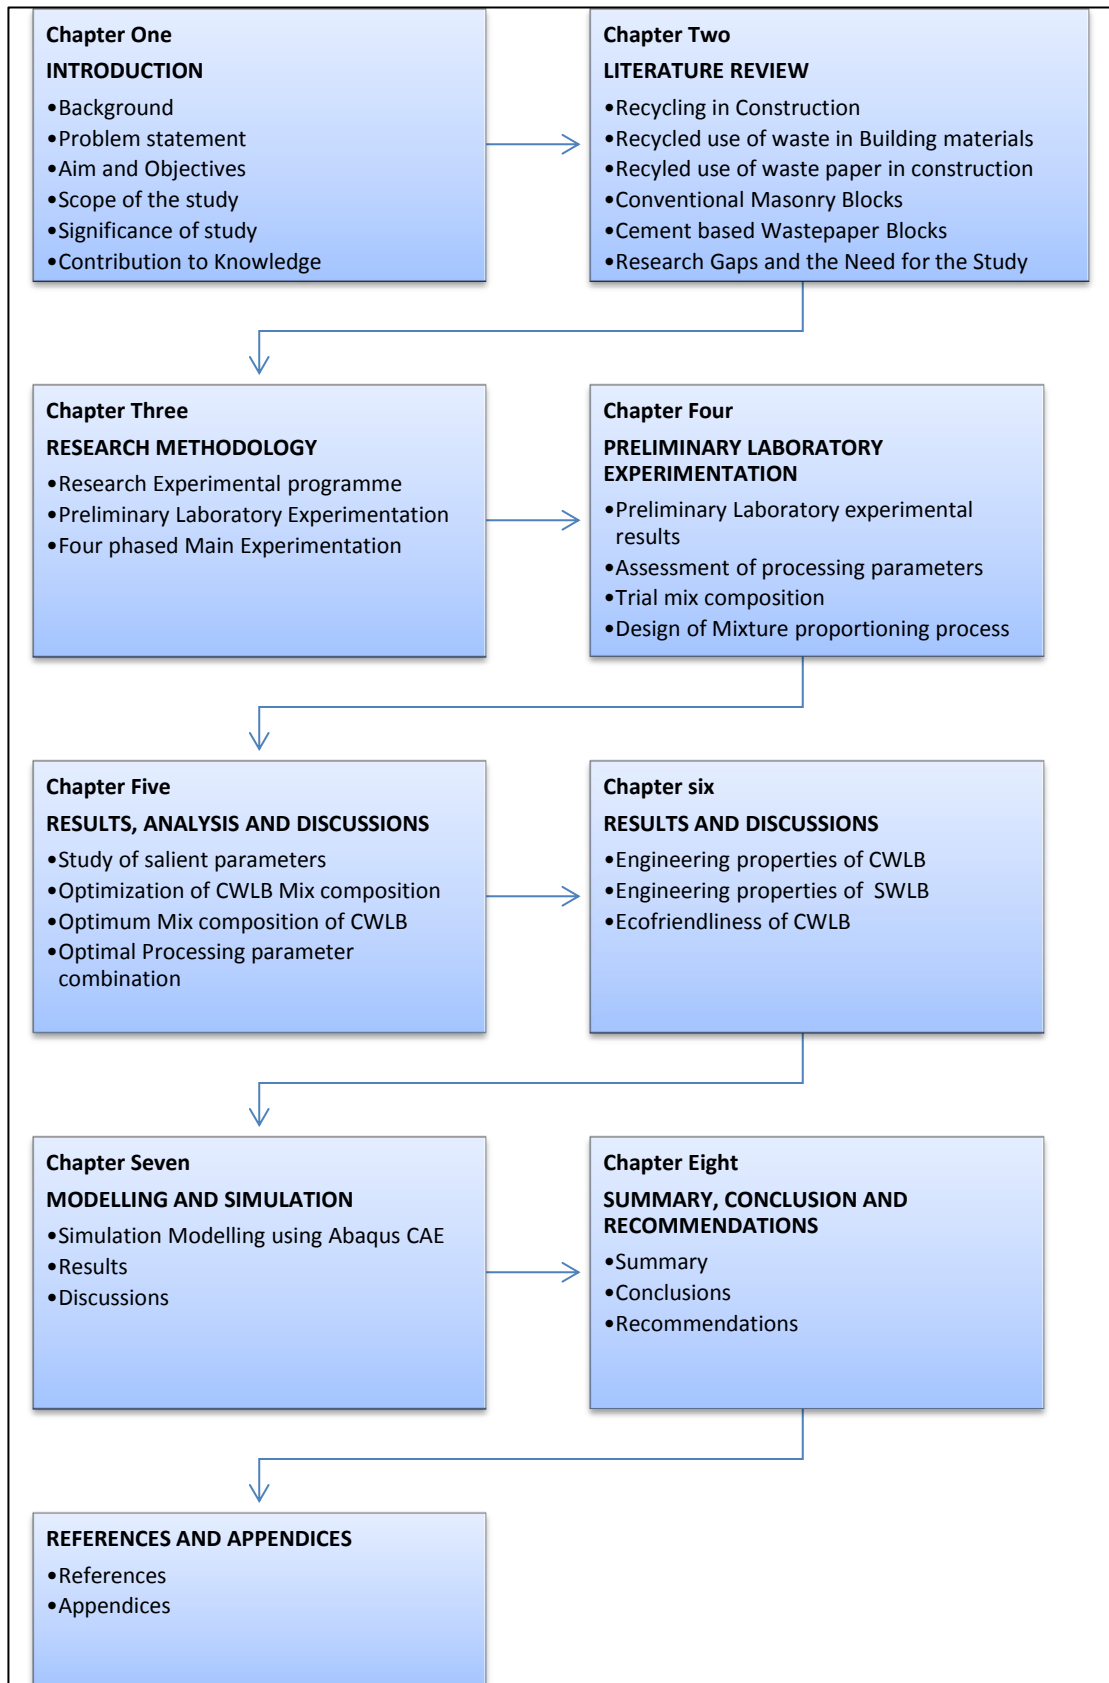 Chapter One
INTRODUCTION
•Background
•Problem statement
•Aim and Objectives
•Scope of the study
•Significance of study
•Contribution to Knowledge
Chapter Two
LITERATURE REVIEW
•Recycling in Construction
•Recycled use of waste in Building materials
•Recyled use of waste paper in construction
•Conventional Masonry Blocks
•Cement based Wastepaper Blocks
•Research Gaps and the Need for the Study
Chapter Three
RESEARCH METHODOLOGY
•Research Experimental programme
•Preliminary Laboratory Experimentation
•Four phased Main Experimentation
Chapter Four
PRELIMINARY LABORATORY
EXPERIMENTATION
•Preliminary Laboratory experimental
results
•Assessment of processing parameters
•Trial mix composition
•Design of Mixture proportioning process
Chapter Five
RESULTS, ANALYSIS AND DISCUSSIONS
•Study of salient parameters
•Optimization of CWLB Mix composition
•Optimum Mix composition of CWLB
•Optimal Processing parameter
combination
Chapter six
RESULTS AND DISCUSSIONS
•Engineering properties of CWLB
•Engineering properties of SWLB
•Ecofriendliness of CWLB
Chapter Seven
MODELLING AND SIMULATION
•Simulation Modelling using Abaqus CAE
•Results
•Discussions
Chapter Eight
SUMMARY, CONCLUSION AND
RECOMMENDATIONS
•Summary
•Conclusions
•Recommendations
REFERENCES AND APPENDICES
•References
•Appendices